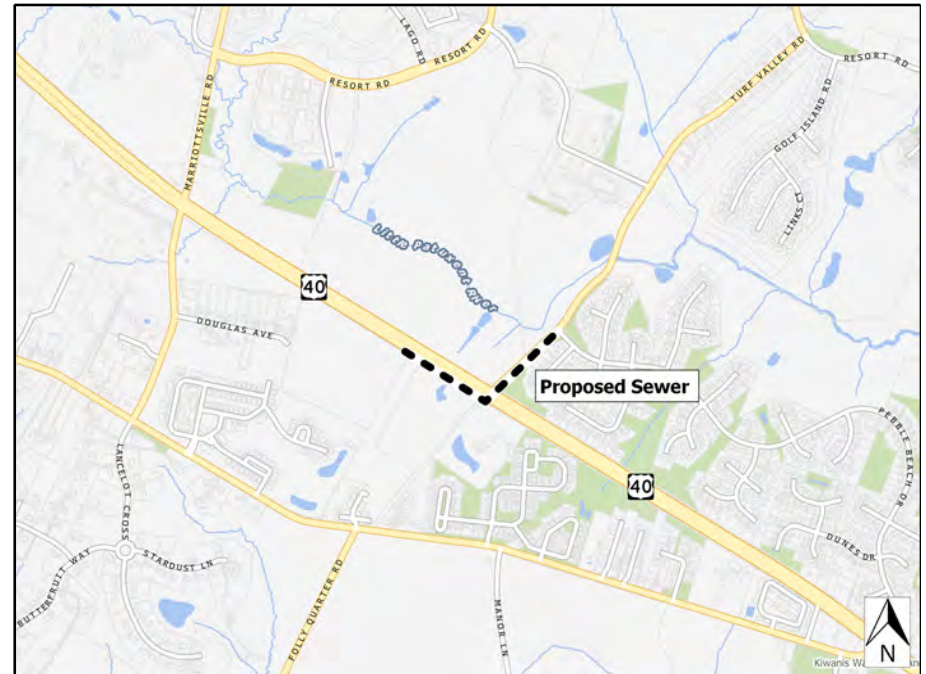 LAGO RD
RESORT RD
RESORT RD
TURF VALLEY RD
RESORT RD
MARRIOTTSVILLE RD
GOLF ISLAND RD
LINKS CT
Little Patuxent River
40
DOUGLAS AVE
Proposed Sewer
PEBBLE BEACH DR
40
LANCELOT CROSS
DUNES DR
STARDUST LN
BUTTERFRUIT WAY
FOLLY QUARTER RD
MANOR LN
N
Kiwanis